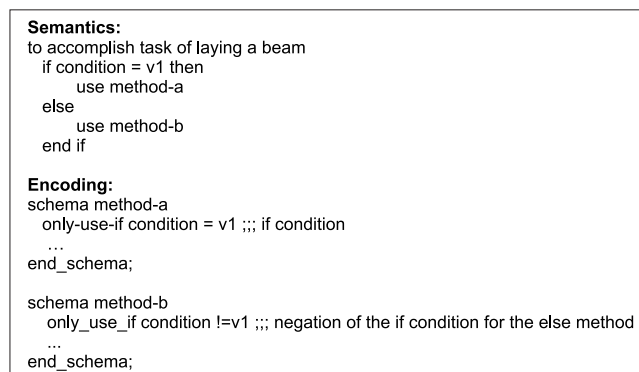 Semantics:
to accomplish task of laying a beam
if condition = v1 then
use method-a
else
use method-b
end if
Encoding:
schema method-a
only-use-if condition = v1 ;;; if condition
…
end_schema;
schema method-b
only_use_if condition !=v1 ;;; negation of the if condition for the else method
...
end_schema;